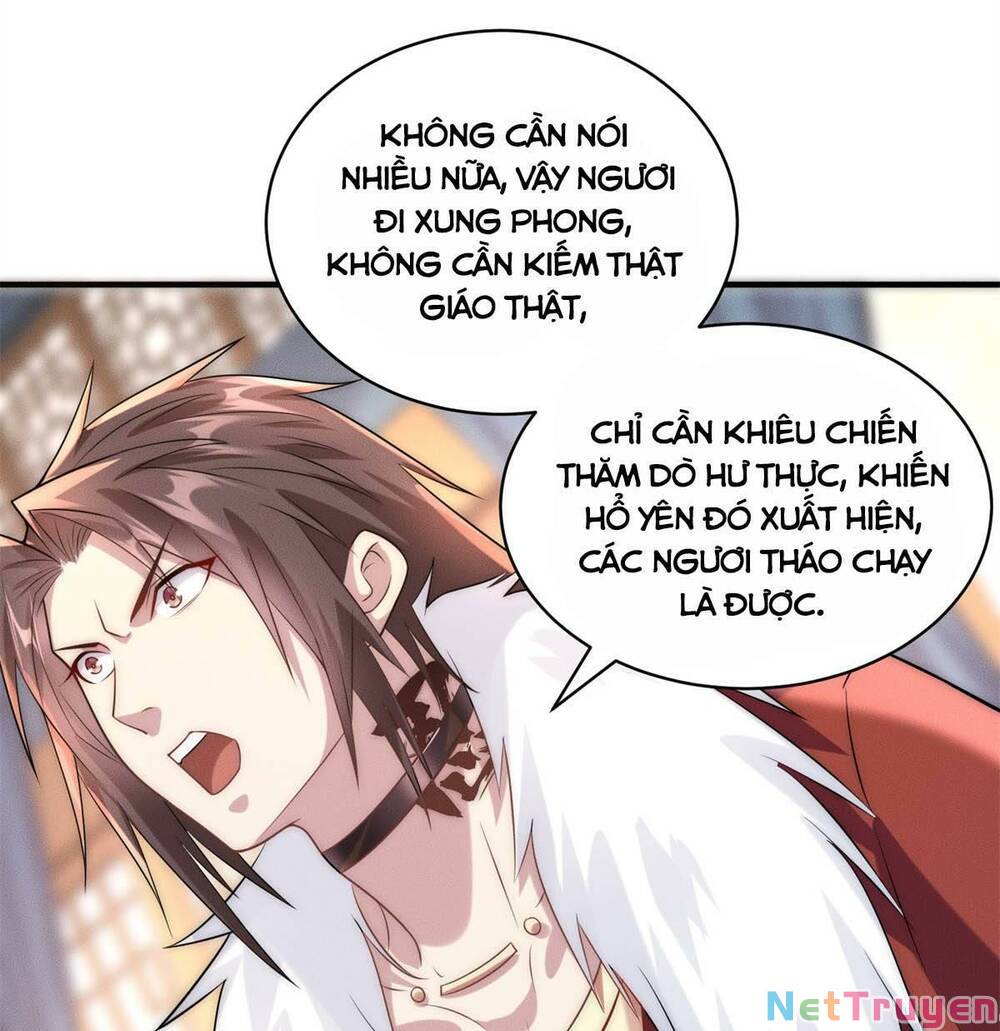 KHÔNG CẦN NÓI
NHIỀU NỮA, VẬY NGƯƠI
ĐI XUNG PHONG,
KHÔNG CẦN KIẾM THẬT
GIÁO THẬT,
CHỈ CẦN KHIÊU CHIẾN
THĂM DÒ HƯ THỰC, KHIẾN
HỔ YÊN ĐÓ XUẤT HIỆN,
CÁC NGƯƠI THÁO CHẠY
LÀ ĐƯỢC.
NetTruyen